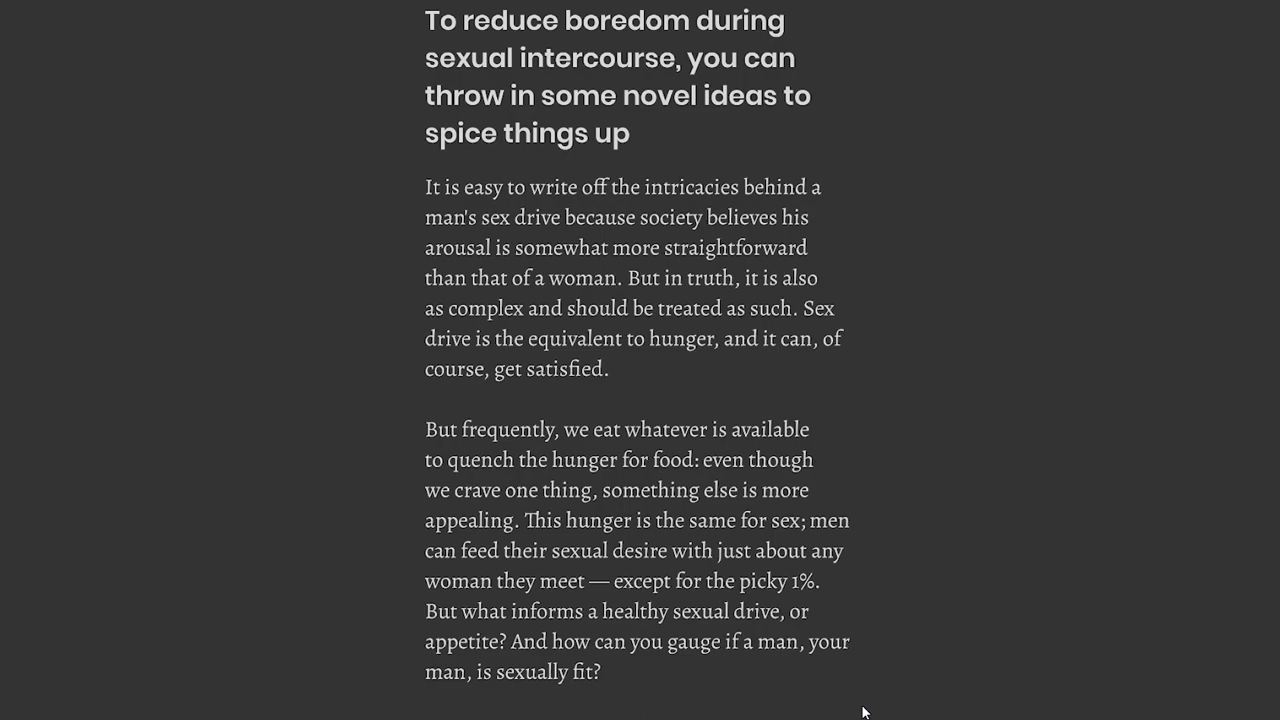 To reduce boredom during
sexual intercourse, you can
throw in some novel ideas to
spice things up
It is easy to write off the intricacies behind a
man's sex drive because society believes his
arousal is somewhat more straightforward
than that of a woman. But in truth, it is also
as complex and should be treated as such. Sex
drive is the equivalent to hunger, and it can, of
course, get satisfied.
But frequently, we eat whatever is available
to quench the hunger for food: even though
we crave one thing, something else is more
appealing. This hunger is the same for sex; men
can feed their sexual desire with just about any
woman they meet — except for the picky 1%.
But what informs a healthy sexual drive, or
appetite? And how can you gauge if a man, your
man, is sexually fit?